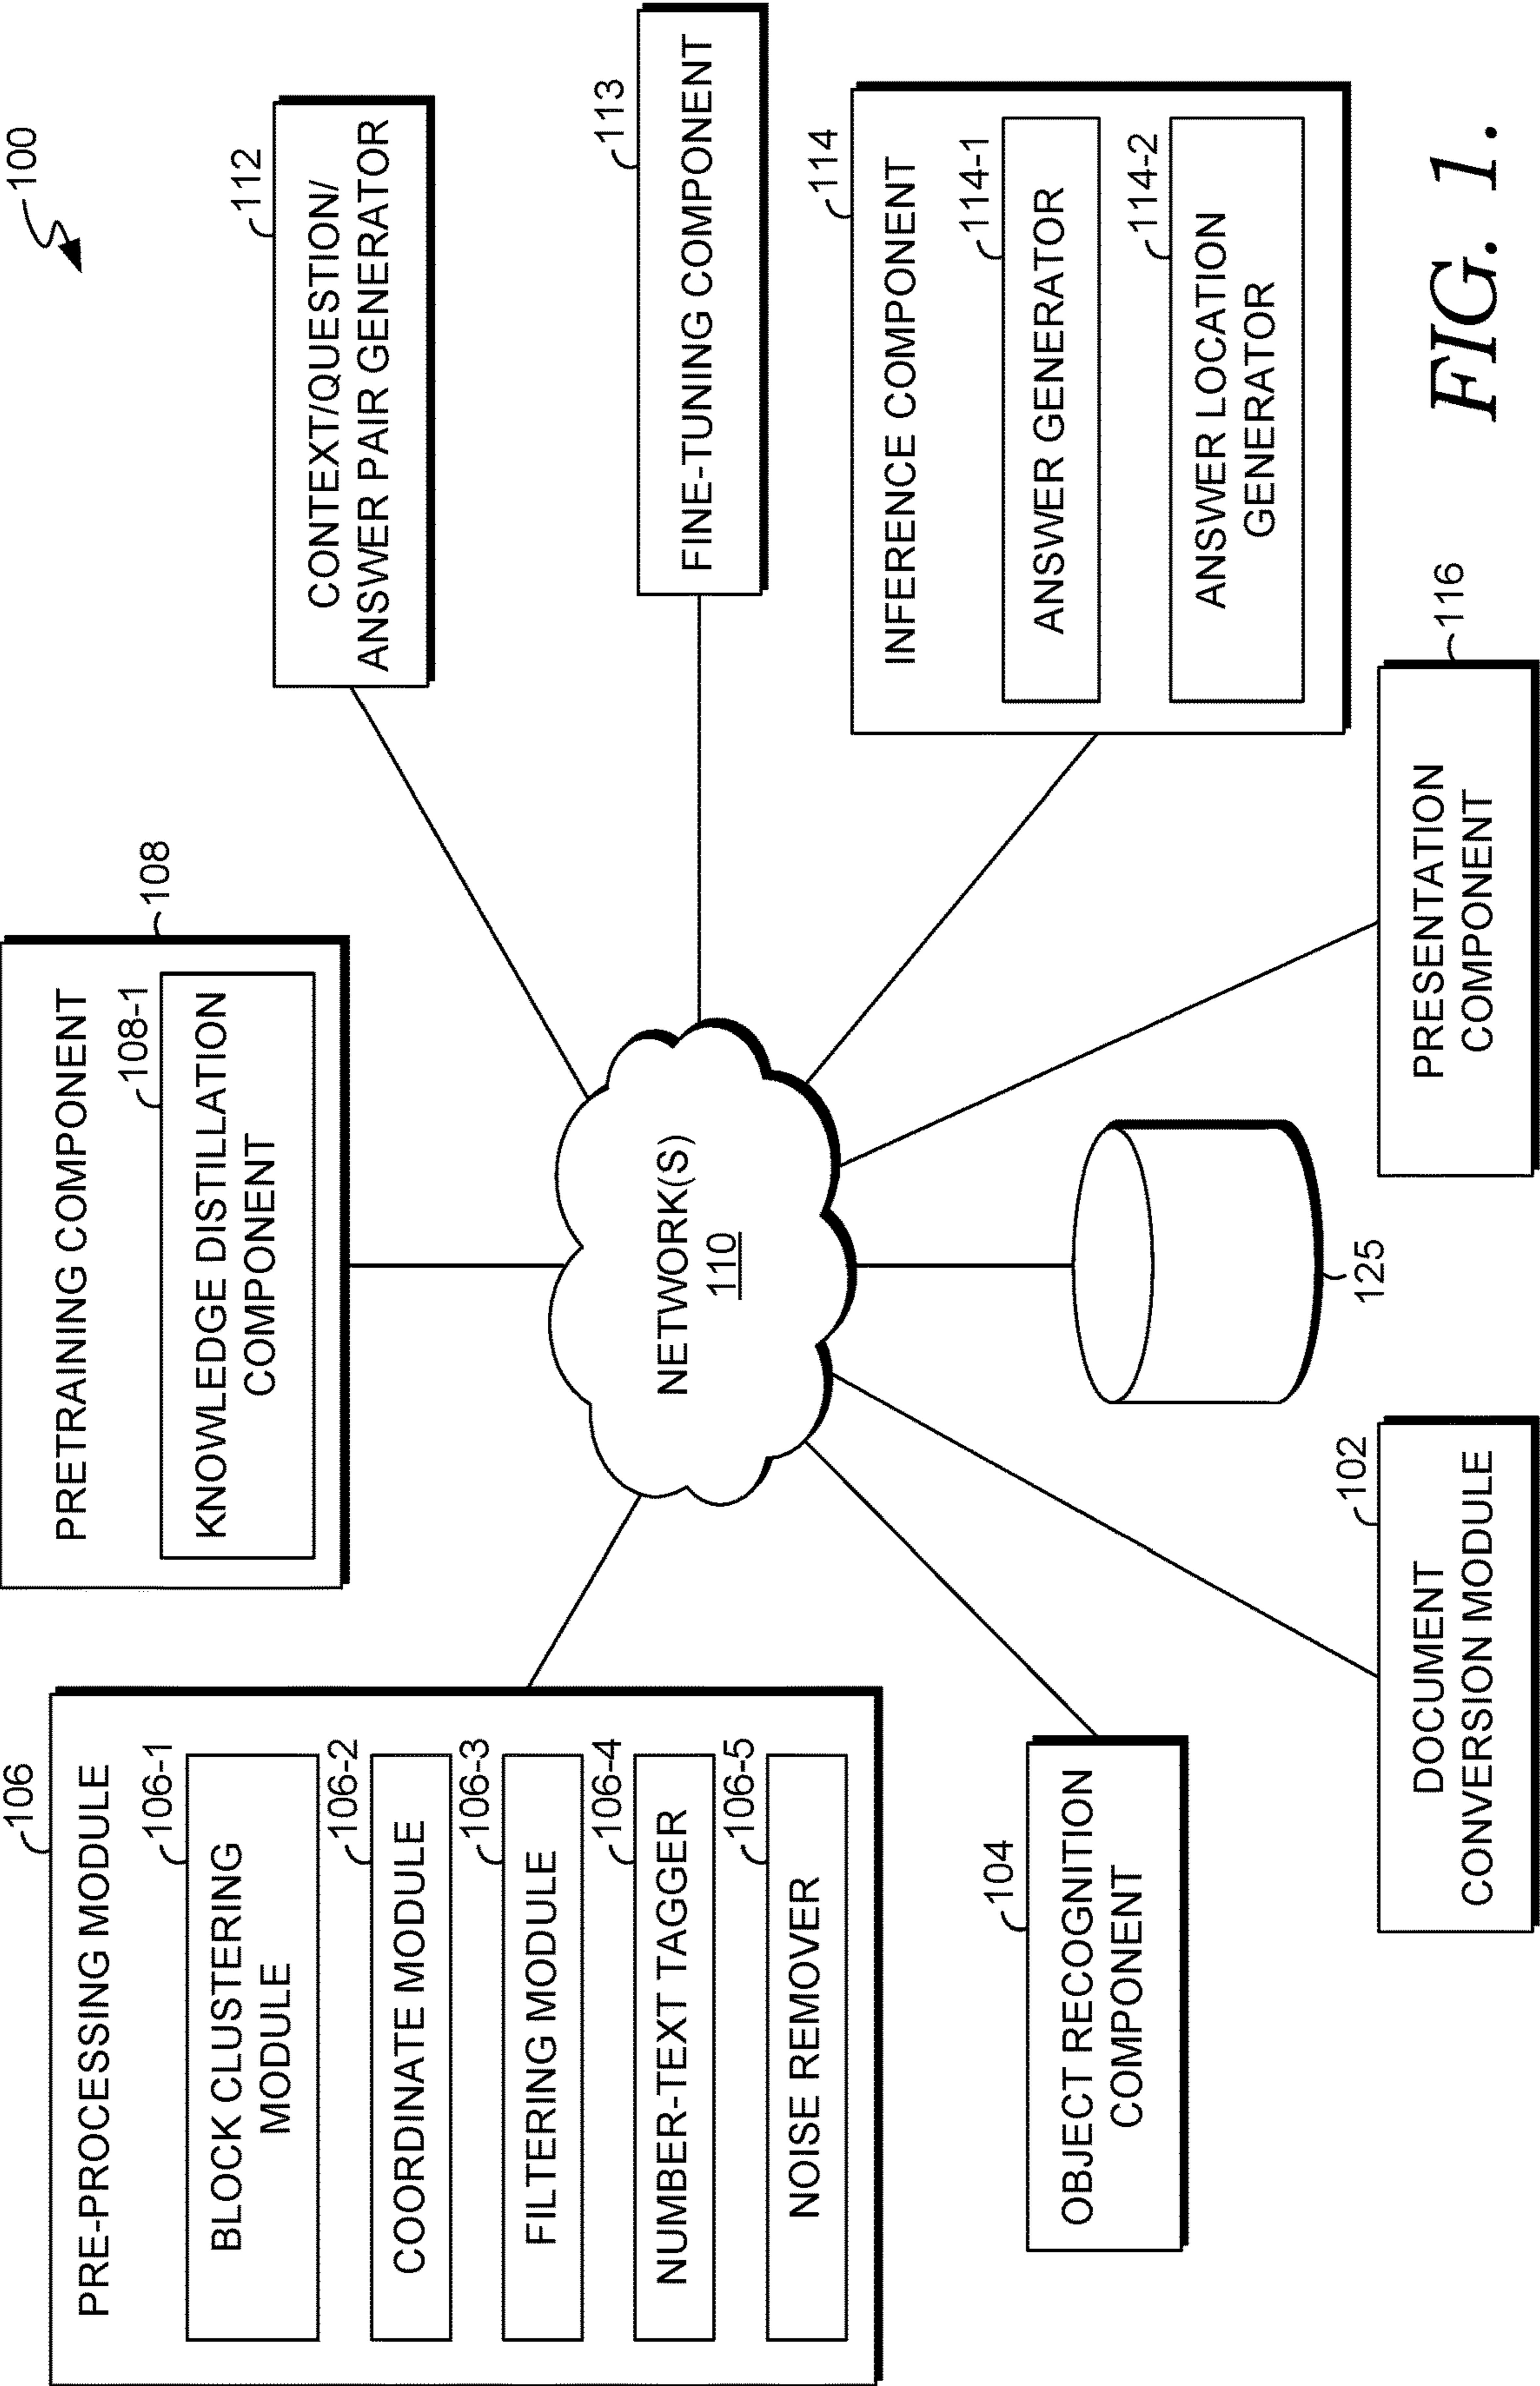 100
106
PRE-PROCESSING MODULE
106-1
BLOCK CLUSTERING
MODULE
106-2
COORDINATE MODULE
106-3
FILTERING MODULE
106-4
NUMBER-TEXT TAGGER
106-5
NOISE REMOVER
PRETRAINING COMPONENT
108
108-1
KNOWLEDGE DISTILLATION
COMPONENT
112
CONTEXT/QUESTION/
ANSWER PAIR GENERATOR
113
FINE-TUNING COMPONENT
NETWORK(S)
110
114
INFERENCE COMPONENT
114-1
ANSWER GENERATOR
114-2
ANSWER LOCATION
GENERATOR
104
OBJECT RECOGNITION
COMPONENT
102
DOCUMENT
CONVERSION MODULE
125
116
PRESENTATION
COMPONENT
FIG. 1.